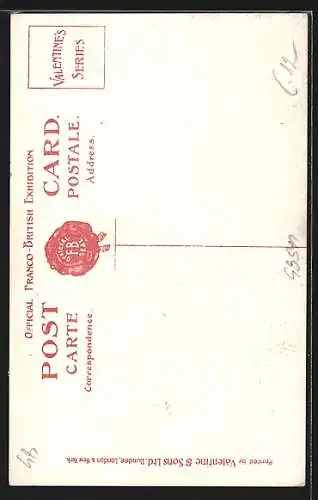 OFFICIAL FRANCO-BRITISH EXHIBITION
POST CARD.
CARTE POSTALE.
Correspondence.
Address.
VALENTINE'S
SERIES
FB
Printed by Valentine & Sons Ltd. Dundee, London & New York.